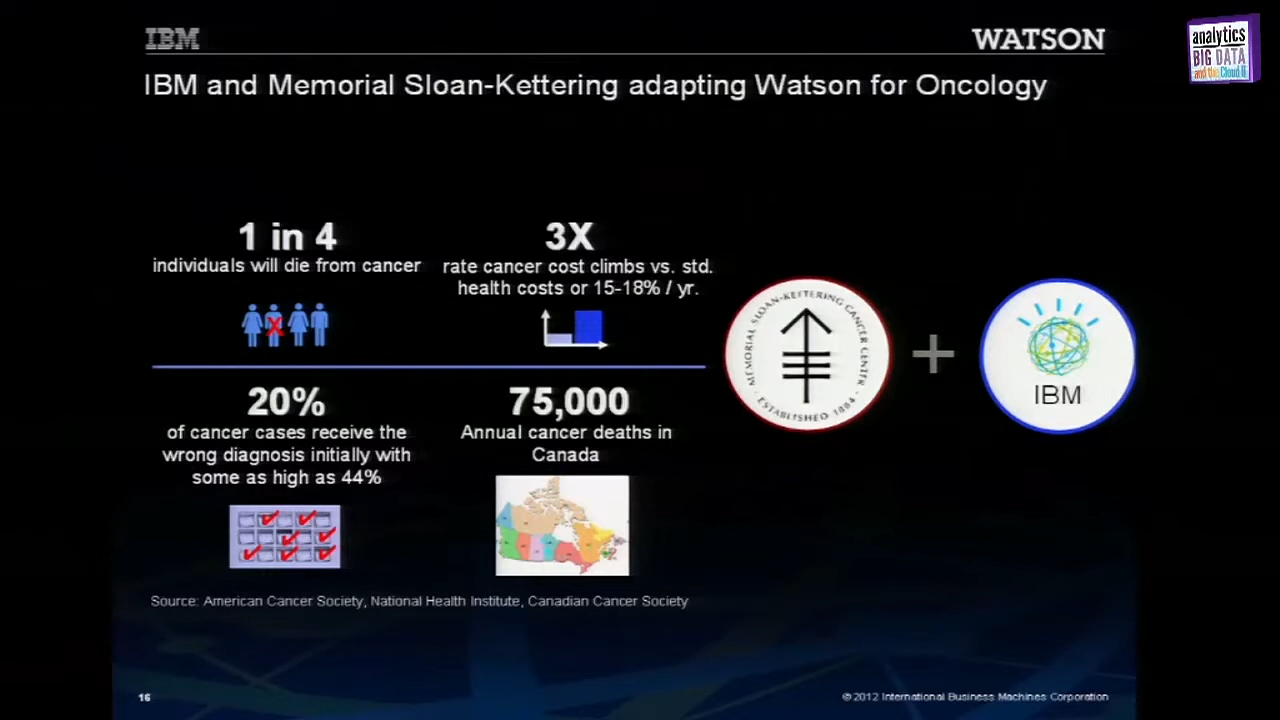 IBM
WATSON
analytics
BIG DATA
and the Cloud II
IBM and Memorial Sloan-Kettering adapting Watson for Oncology
1 in 4
individuals will die from cancer
3X
rate cancer cost climbs vs. std.
health costs or 15-18% / yr.
20%
of cancer cases receive the
wrong diagnosis initially with
some as high as 44%
75,000
Annual cancer deaths in
Canada
MEMORIAL SLOAN-KETTERING CANCER CENTER
· ESTABLISHED 1884 ·
+
IBM
Source: American Cancer Society, National Health Institute, Canadian Cancer Society
16
© 2012 International Business Machines Corporation